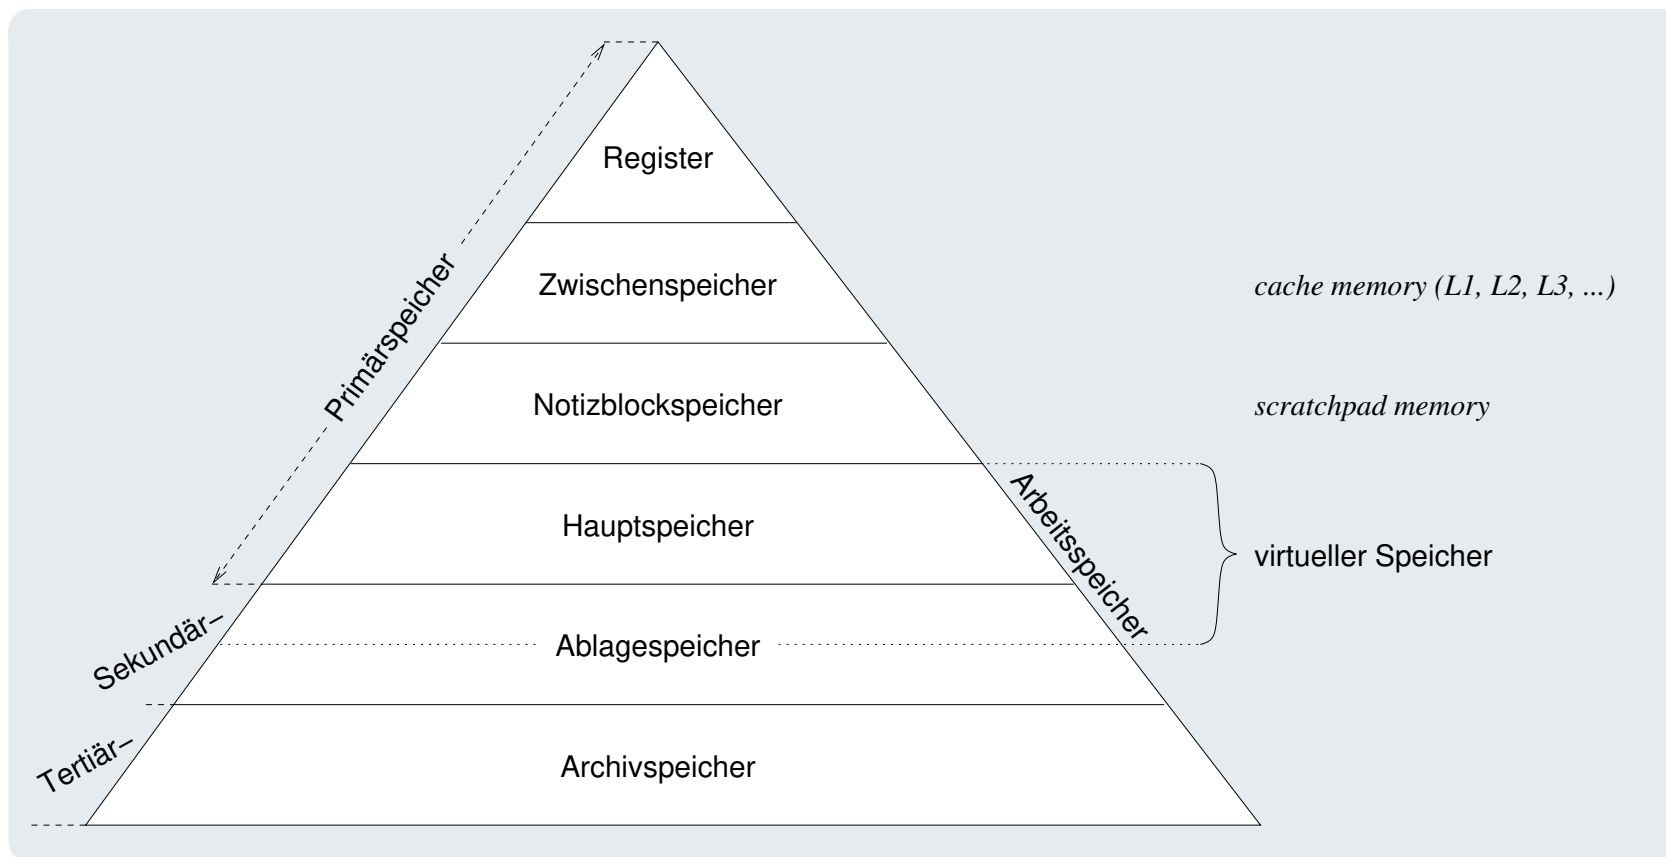 Register
Zwischenspeicher
cache memory (L1, L2, L3, ...)
Primärspeicher
Notizblockspeicher
scratchpad memory
Hauptspeicher
Arbeitsspeicher
virtueller Speicher
Sekundär–
Ablagespeicher
Tertiär–
Archivspeicher